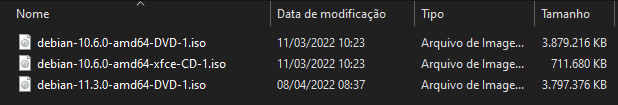 Nome Data de modificação Tipo Tamanho
debian-10.6.0-amd64-DVD-1.iso 11/03/2022 10:23 Arquivo de Image... 3.879.216 KB
debian-10.6.0-amd64-xfce-CD-1.iso 11/03/2022 10:23 Arquivo de Image... 711.680 KB
debian-11.3.0-amd64-DVD-1.iso 08/04/2022 08:37 Arquivo de Image... 3.797.376 KB